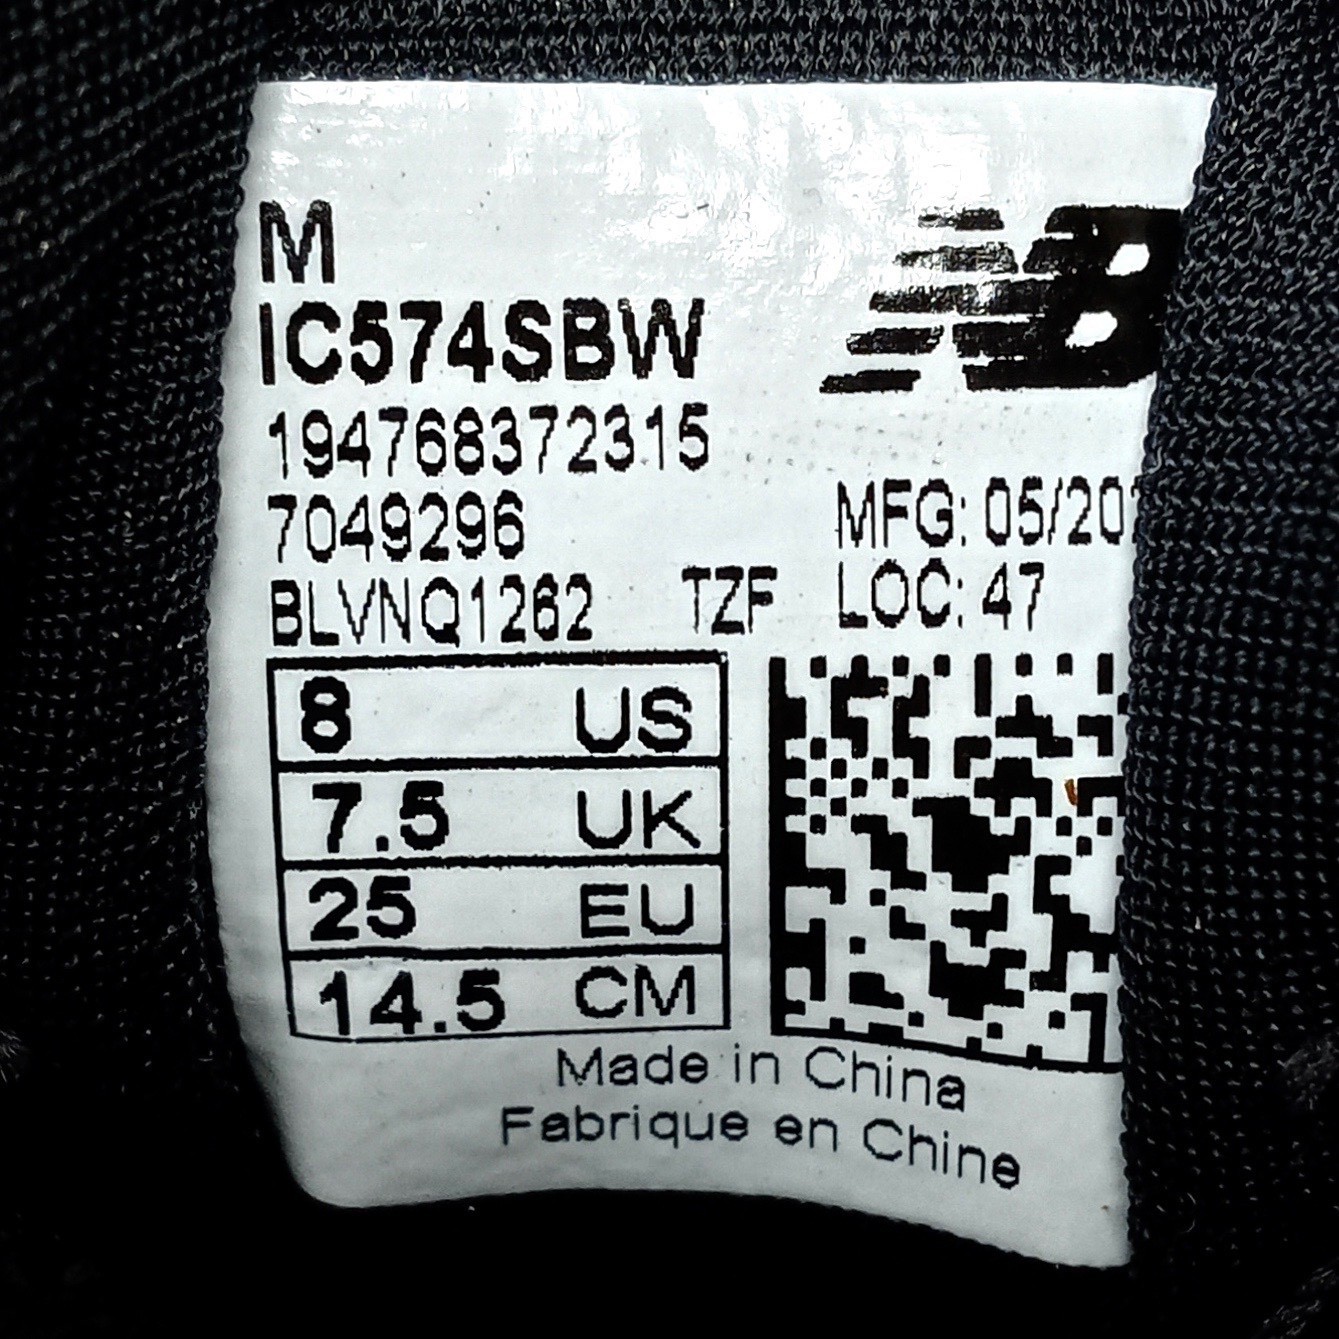 M
IC574SBW
194768372315
7049296
MFG: 05/20
BLVNQ1262 TZF LOC: 47
8 US
7.5 UK
25 EU
14.5 CM
Made in China
Fabrique en Chine
NB